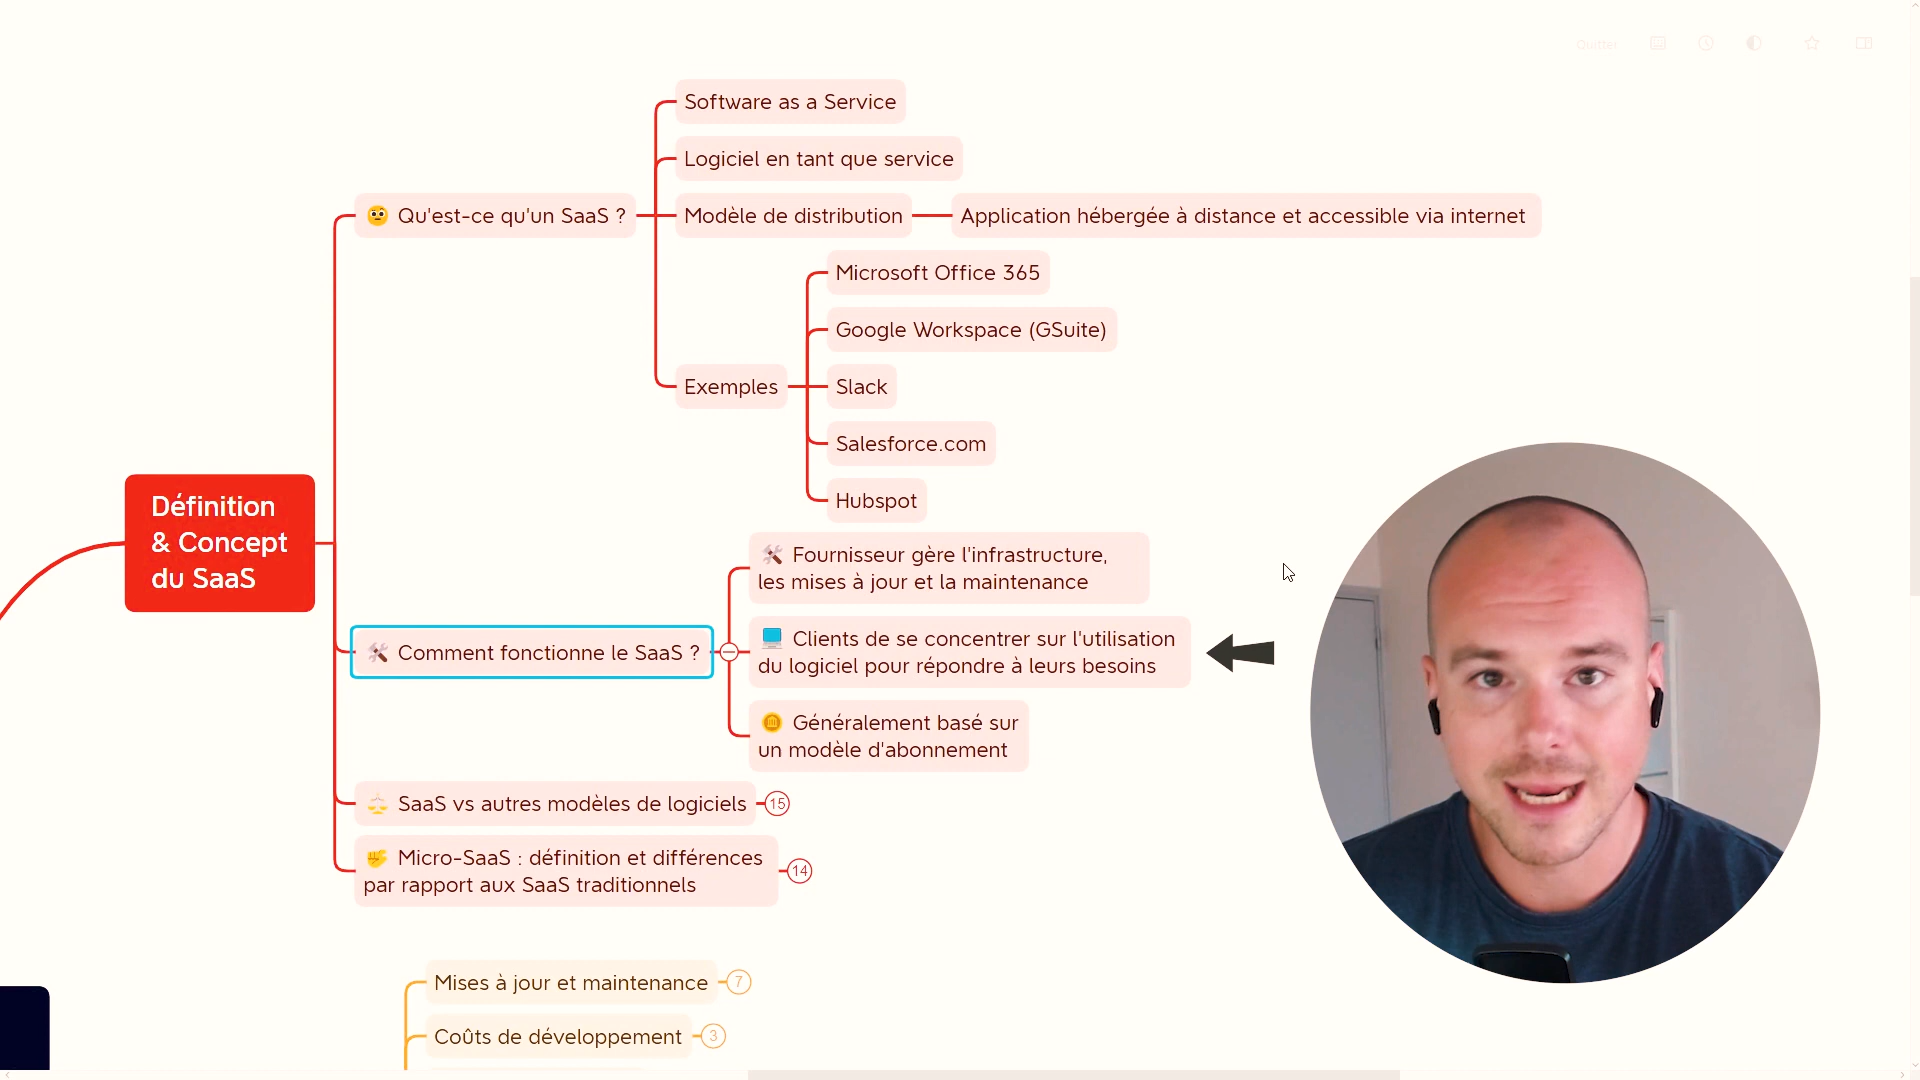 Quitter
Software as a Service
Logiciel en tant que service
🤨 Qu'est-ce qu'un SaaS ?
Modèle de distribution
Application hébergée à distance et accessible via internet
Microsoft Office 365
Google Workspace (GSuite)
Exemples
Slack
Salesforce.com
Hubspot
Définition
& Concept
du SaaS
🛠 Fournisseur gère l'infrastructure,
les mises à jour et la maintenance
🛠 Comment fonctionne le SaaS ?
💻 Clients de se concentrer sur l'utilisation
du logiciel pour répondre à leurs besoins
Généralement basé sur
un modèle d'abonnement
SaaS vs autres modèles de logiciels
15
Micro-SaaS : définition et différences
par rapport aux SaaS traditionnels
14
Mises à jour et maintenance
7
Coûts de développement
3